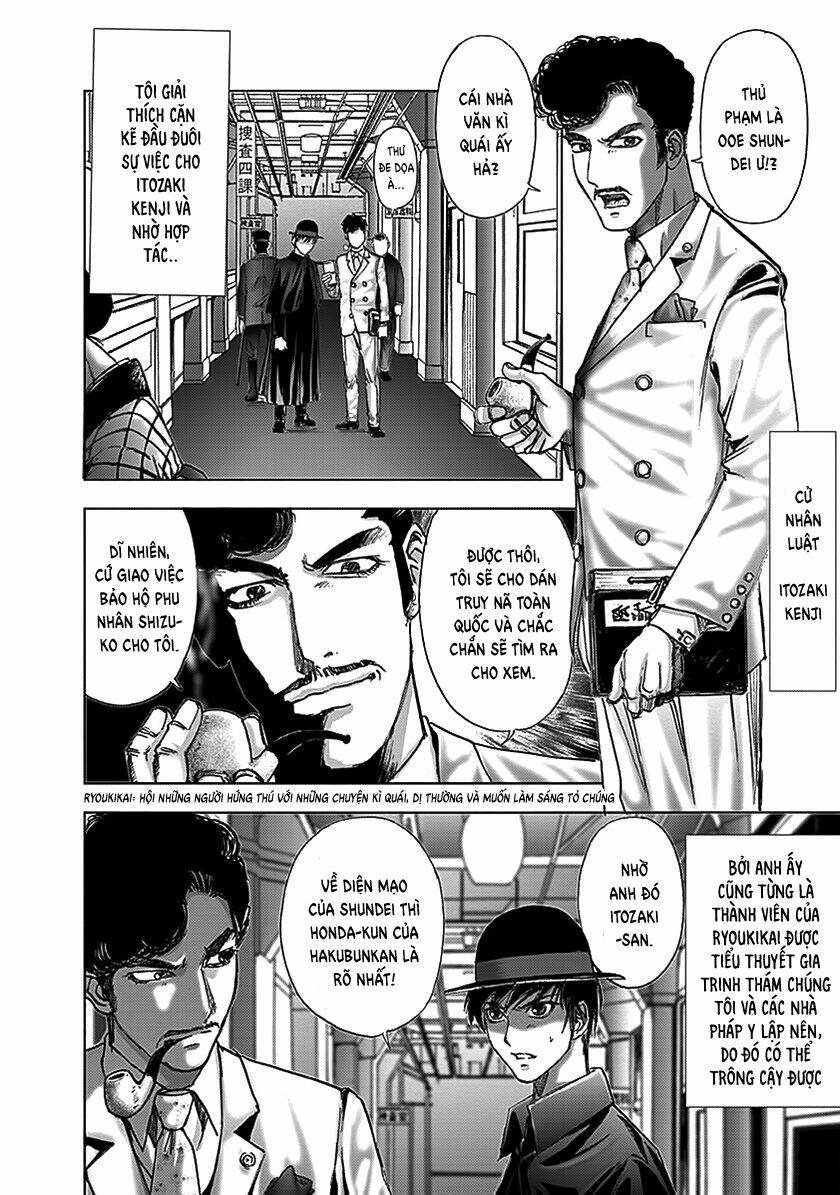 THỦ
PHẠM LÀ
OOE SHUN-
DEI Ư!?
CÁI NHÀ
VĂN KÌ
QUÁI ẤY
HẢ?
THƯ
ĐE DỌA
À...
捜査四課
TÔI GIẢI
THÍCH CẶN
KẼ ĐẦU ĐUÔI
SỰ VIỆC CHO
ITOZAKI
KENJI VÀ
NHỜ HỢP
TÁC..
CỬ
NHÂN
LUẬT
ITOZAKI
KENJI
ĐƯỢC THÔI,
TÔI SẼ CHO DÁN
TRUY NÃ TOÀN
QUỐC VÀ CHẮC
CHẮN SẼ TÌM RA
CHO XEM.
DĨ NHIÊN,
CỨ GIAO VIỆC
BẢO HỘ PHU
NHÂN SHIZU-
KO CHO TÔI.
RYOUKIKAI: HỘI NHỮNG NGƯỜI HỨNG THÚ VỚI NHỮNG CHUYỆN KÌ QUÁI, DỊ THƯỜNG VÀ MUỐN LÀM SÁNG TỎ CHÚNG
BỞI ANH ẤY
CŨNG TỪNG LÀ
THÀNH VIÊN CỦA
RYOUKIKAI ĐƯỢC
TIỂU THUYẾT GIA
TRINH THÁM CHÚNG
TÔI VÀ CÁC NHÀ
PHÁP Y LẬP NÊN,
DO ĐÓ CÓ THỂ
TRÔNG CẬY ĐƯỢC
NHỜ
ANH ĐÓ
ITOZAKI
-SAN.
VỀ DIỆN MẠO
CỦA SHUNDEI THÌ
HONDA-KUN CỦA
HAKUBUNKAN LÀ
RÕ NHẤT!